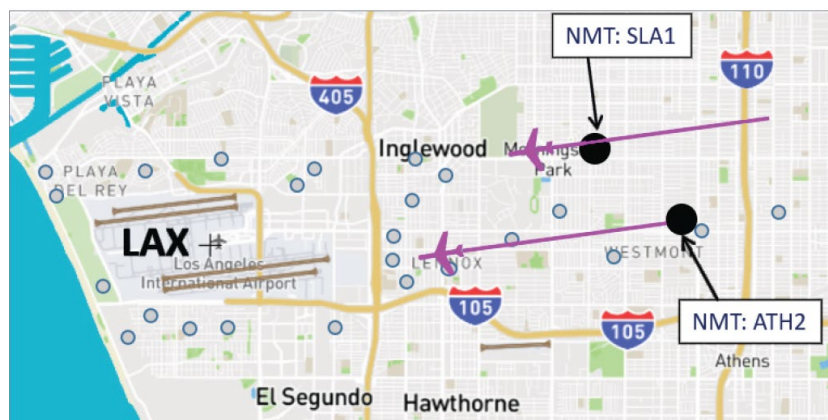 NMT: SLA1
PLAYA
VISTA
405
110
Inglewood
Mornings
Park
PLAYA
DEL REY
LAX
Los Angeles
International Airport
LENNOX
WESTMONT
105
105
NMT: ATH2
Athens
El Segundo
Hawthorne